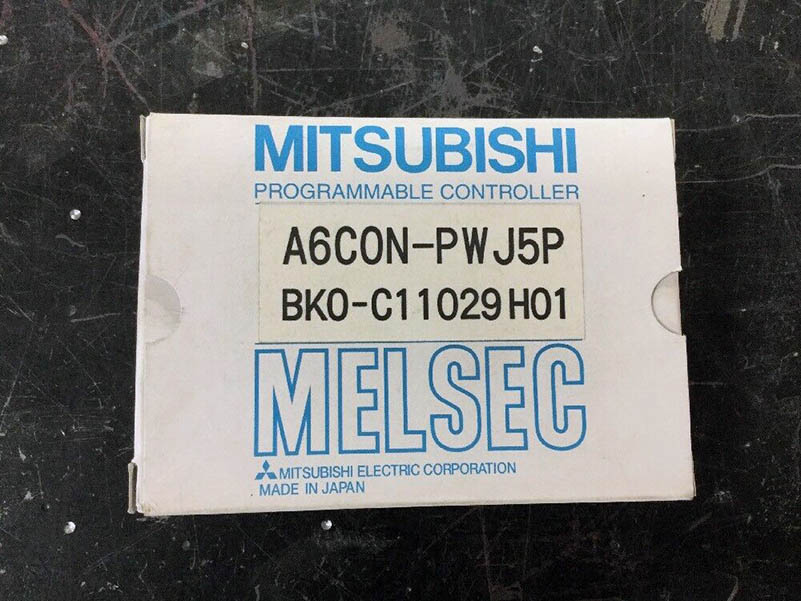 MITSUBISHI
PROGRAMMABLE CONTROLLER
A6CON-PWJ5P
BKO-C11029H01
MELSEC
MITSUBISHI ELECTRIC CORPORATION
MADE IN JAPAN